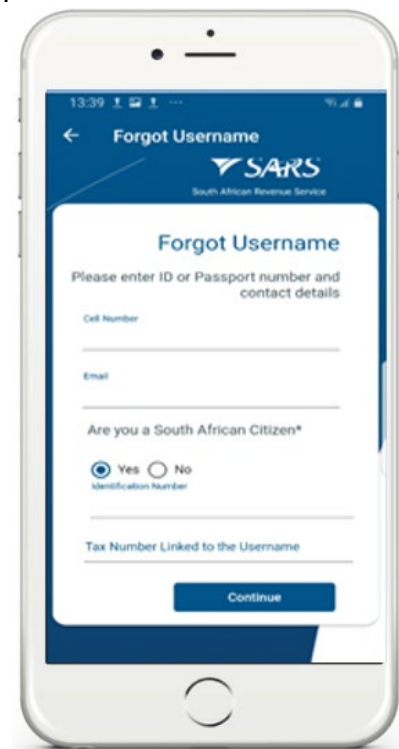 13:39
Forgot Username
SARS
South African Revenue Service
Forgot Username
Please enter ID or Passport number and
contact details
Cell Number
Email
Are you a South African Citizen*
Yes No
Identification Number
Tax Number Linked to the Username
Continue